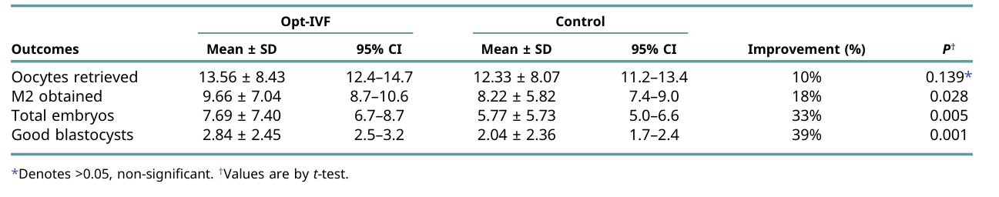 Opt-IVF Control
Outcomes Mean ± SD 95% CI Mean ± SD 95% CI Improvement (%) P†
Oocytes retrieved 13.56 ± 8.43 12.4–14.7 12.33 ± 8.07 11.2–13.4 10% 0.139*
M2 obtained 9.66 ± 7.04 8.7–10.6 8.22 ± 5.82 7.4–9.0 18% 0.028
Total embryos 7.69 ± 7.40 6.7–8.7 5.77 ± 5.73 5.0–6.6 33% 0.005
Good blastocysts 2.84 ± 2.45 2.5–3.2 2.04 ± 2.36 1.7–2.4 39% 0.001
*Denotes >0.05, non-significant. †Values are by t-test.